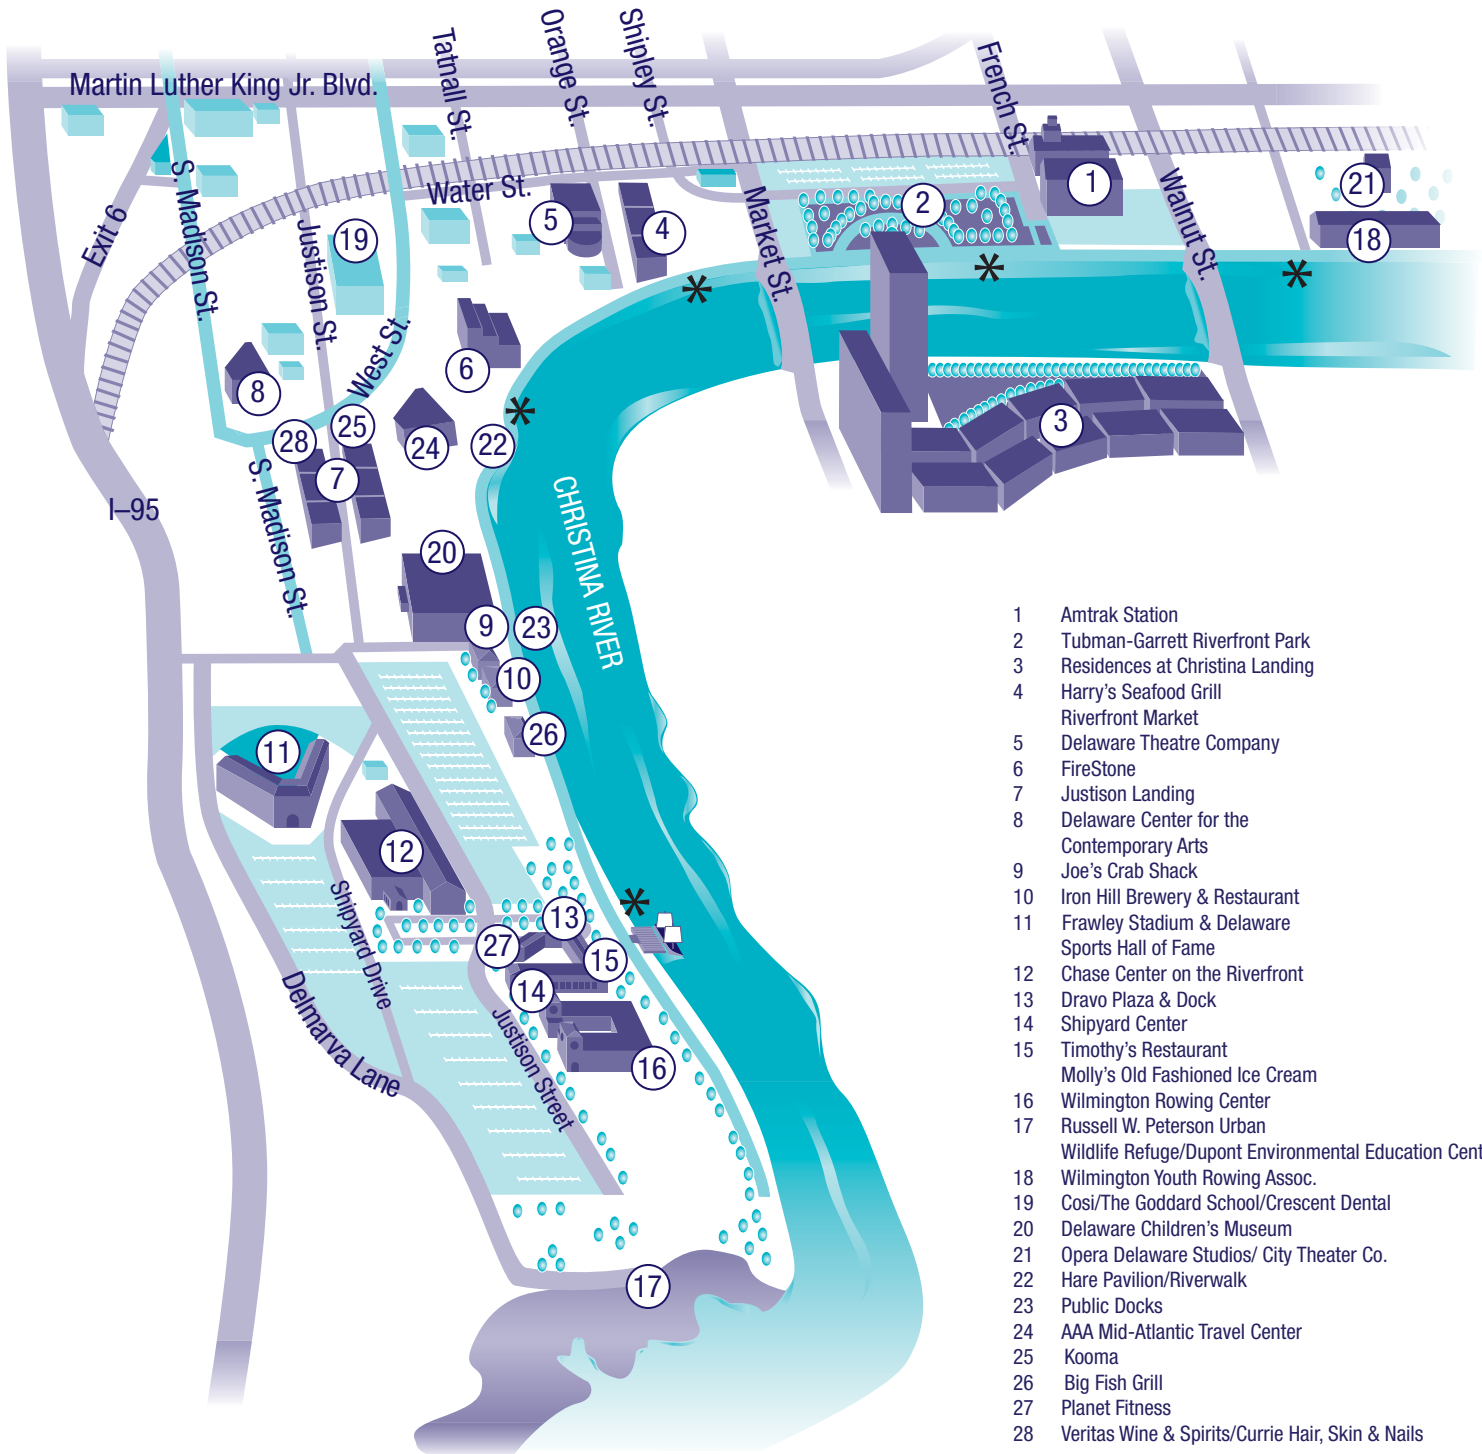 Martin Luther King Jr. Blvd.
Tatnall St.
Orange St.
Shipley St.
French St.
Exit 6
S. Madison St.
Justison St.
Water St.
Market St.
Walnut St.
West St.
S. Madison St.
I–95
CHRISTINA RIVER
Shipyard Drive
Delmarva Lane
Justison Street
1
2
3
4
5
6
7
8
9
10
11
12
13
14
15
16
17
18
19
20
21
22
23
24
25
26
27
28
1 Amtrak Station
2 Tubman-Garrett Riverfront Park
3 Residences at Christina Landing
4 Harry's Seafood Grill
Riverfront Market
5 Delaware Theatre Company
6 FireStone
7 Justison Landing
8 Delaware Center for the
Contemporary Arts
9 Joe's Crab Shack
10 Iron Hill Brewery & Restaurant
11 Frawley Stadium & Delaware
Sports Hall of Fame
12 Chase Center on the Riverfront
13 Dravo Plaza & Dock
14 Shipyard Center
15 Timothy's Restaurant
Molly's Old Fashioned Ice Cream
16 Wilmington Rowing Center
17 Russell W. Peterson Urban
Wildlife Refuge/Dupont Environmental Education Cent
18 Wilmington Youth Rowing Assoc.
19 Cosi/The Goddard School/Crescent Dental
20 Delaware Children's Museum
21 Opera Delaware Studios/ City Theater Co.
22 Hare Pavilion/Riverwalk
23 Public Docks
24 AAA Mid-Atlantic Travel Center
25 Kooma
26 Big Fish Grill
27 Planet Fitness
28 Veritas Wine & Spirits/Currie Hair, Skin & Nails